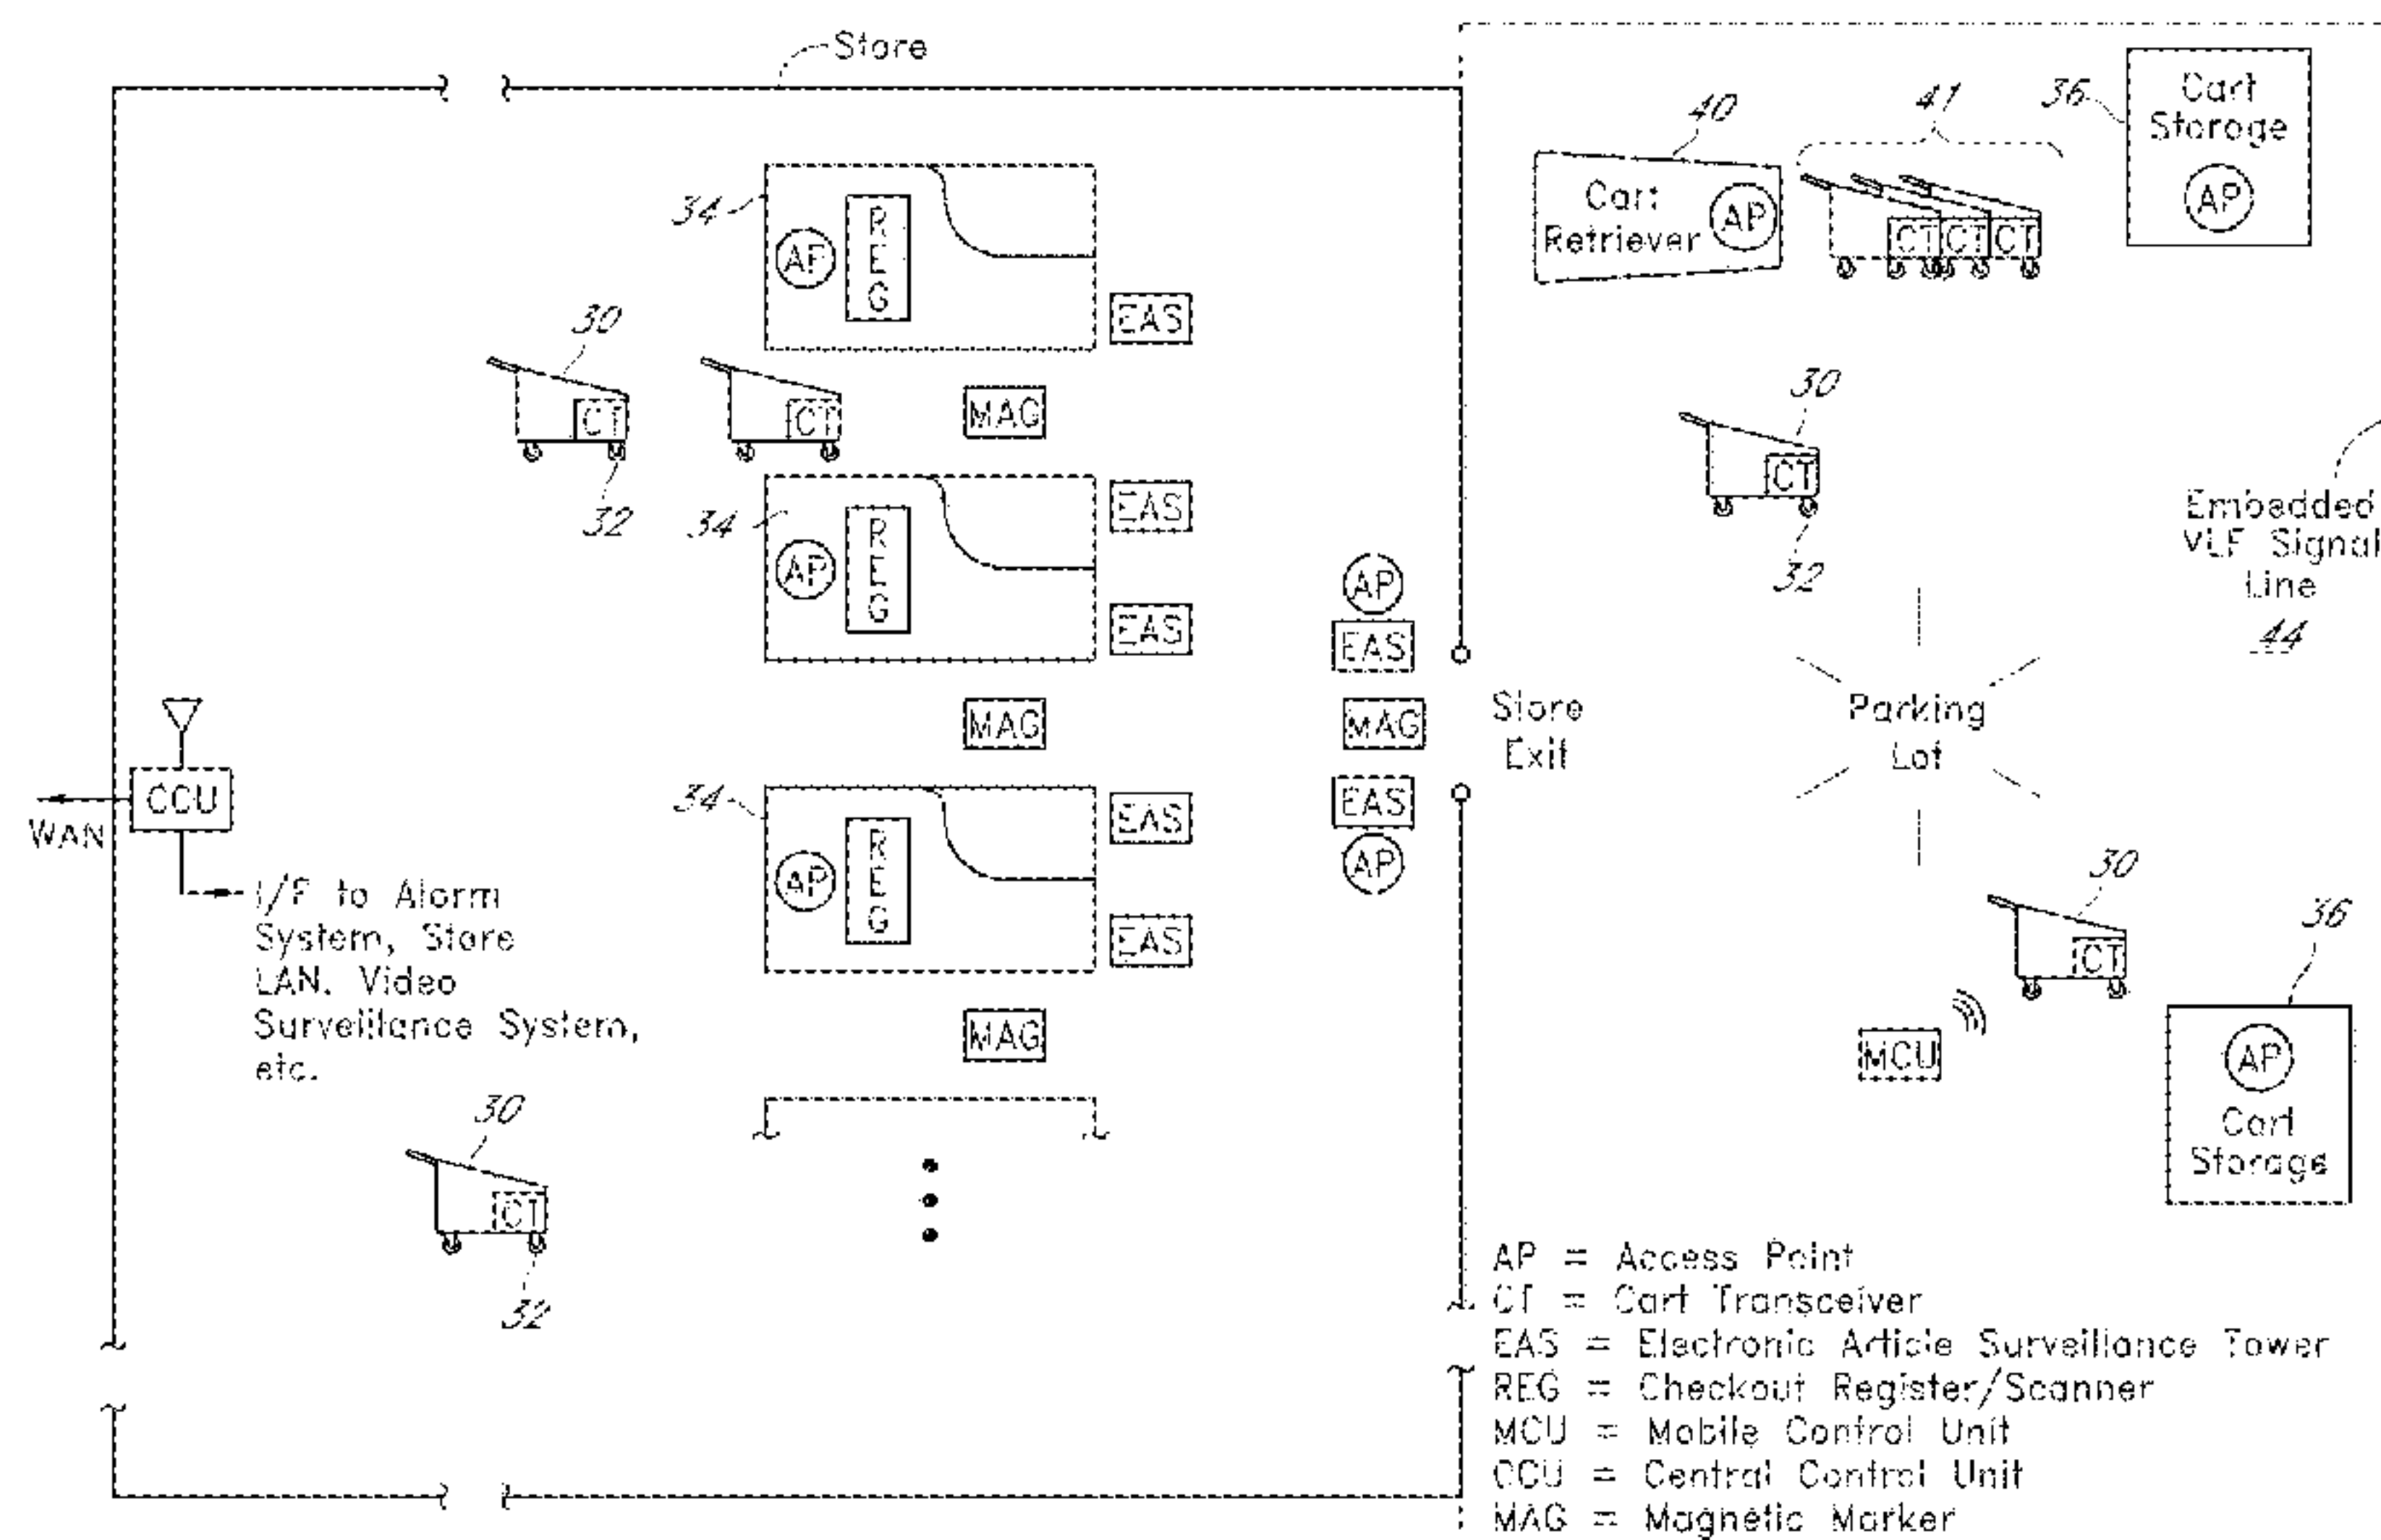 Store
40
41
36
Cart
Storage
AP
Cart
Retriever
AP
CT
CT
CT
34
AP
REG
EAS
30
CT
32
CT
MAG
30
CT
32
Embedded
VLF Signal
Line
44
34
AP
REG
EAS
EAS
AP
EAS
MAG
EAS
AP
Store
Exit
Parking
Lot
MAG
CCU
WAN
I/F to Alarm
System, Store
LAN, Video
Surveillance System,
etc.
34
AP
REG
EAS
EAS
MAG
30
CT
MCU
36
AP
Cart
Storage
30
CT
32
AP = Access Point
CT = Cart Transceiver
EAS = Electronic Article Surveillance Tower
REG = Checkout Register/Scanner
MCU = Mobile Control Unit
CCU = Central Control Unit
MAG = Magnetic Marker